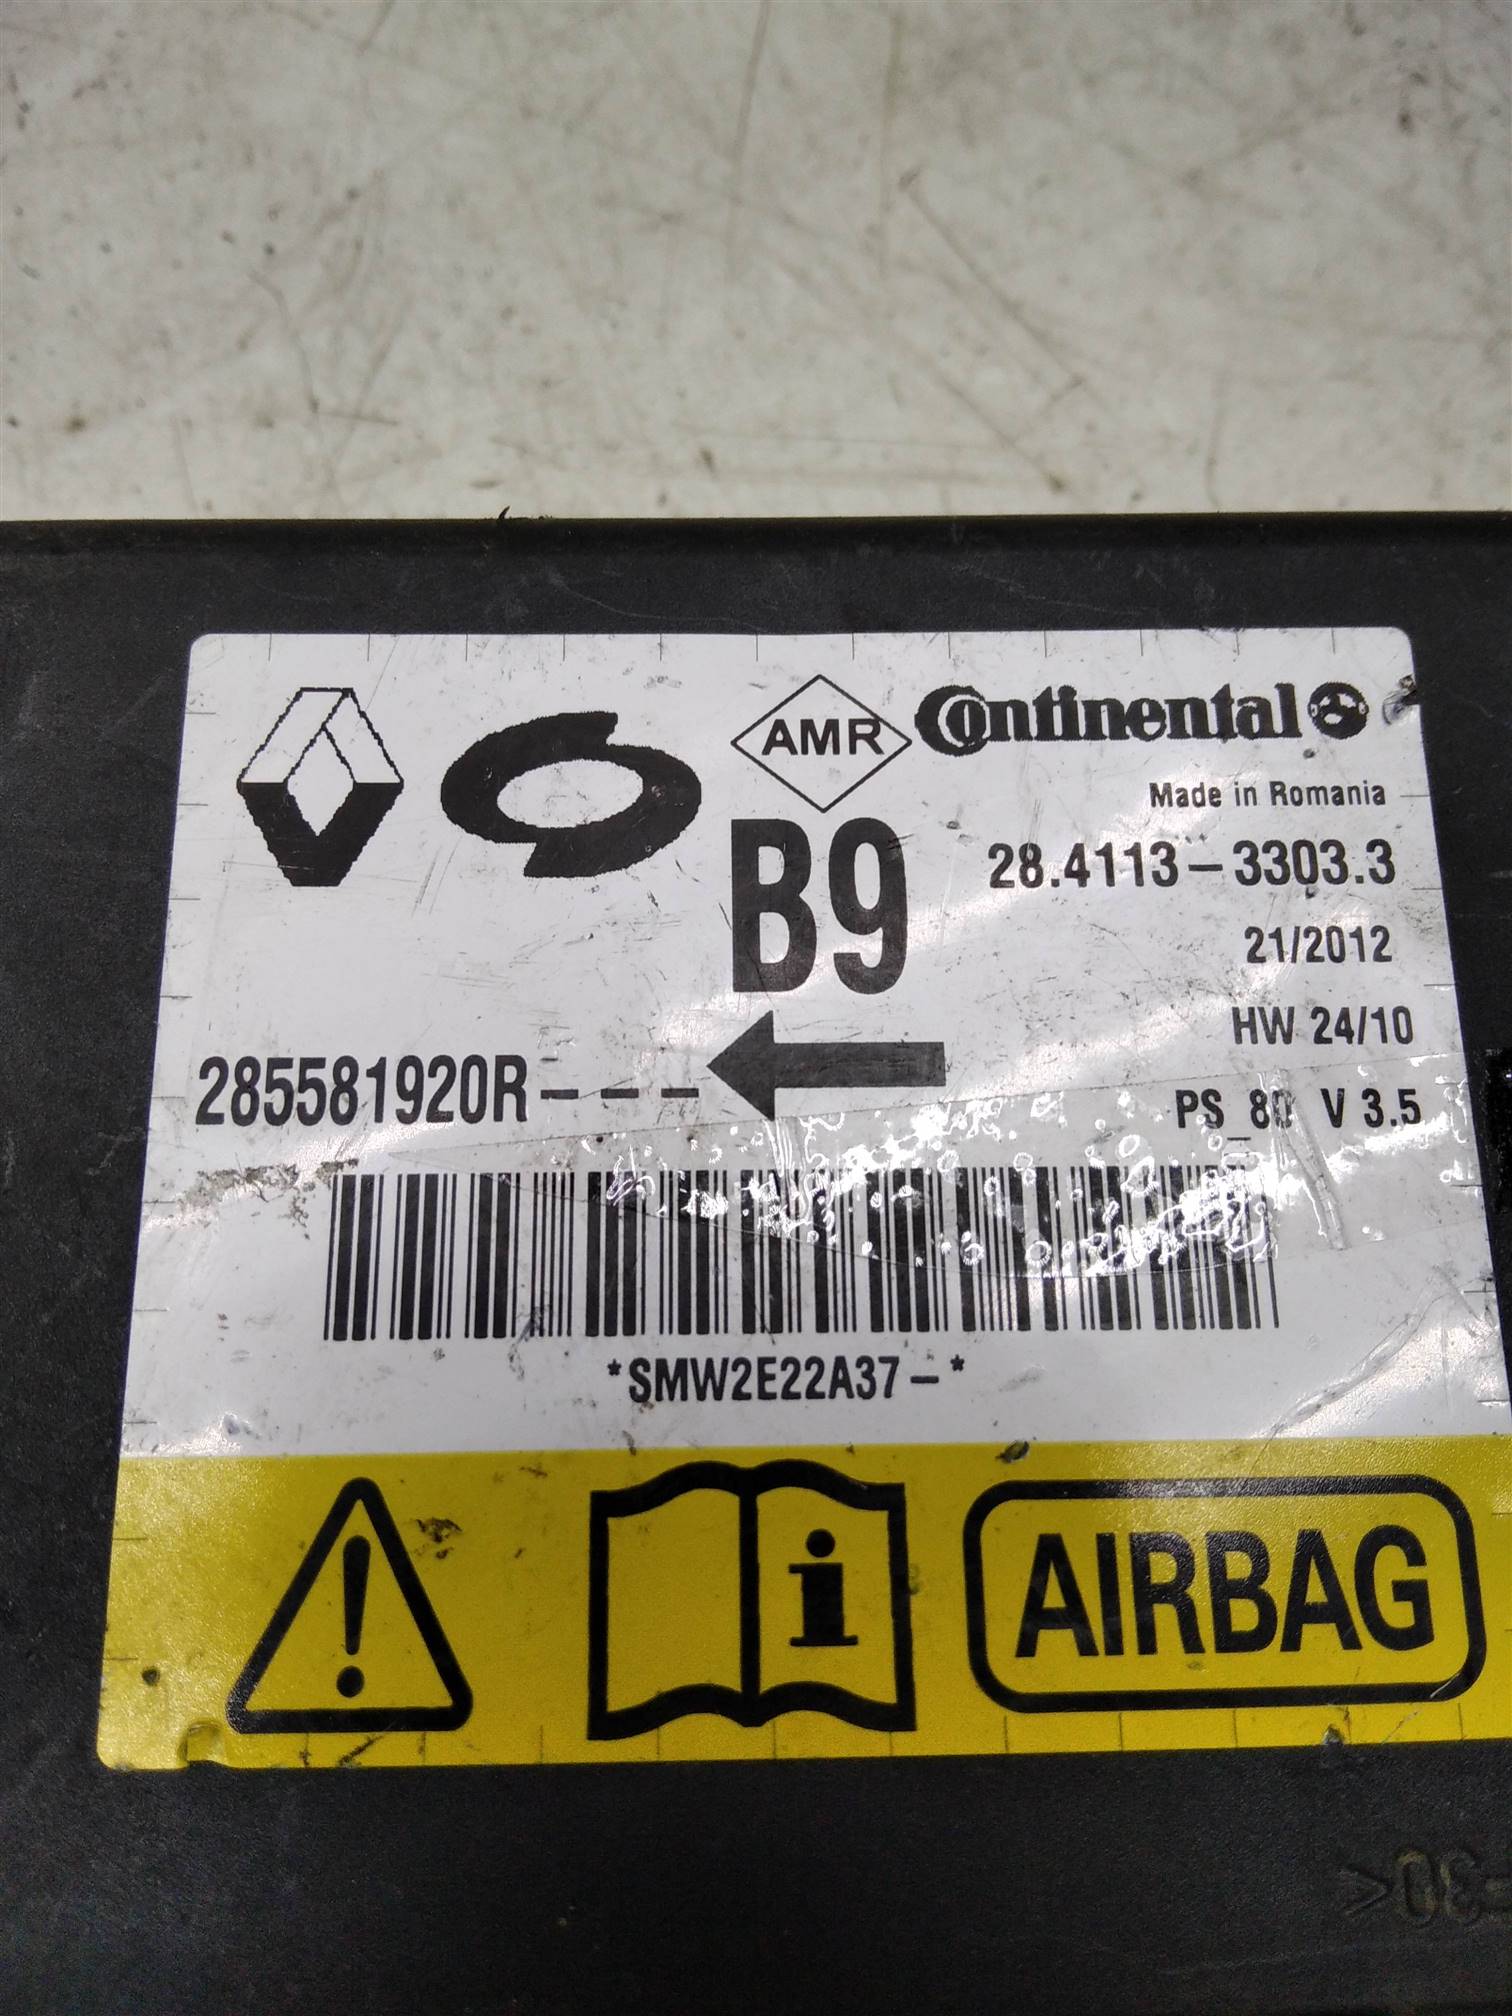 AMR
Continental
Made in Romania
B9
28.4113-3303.3
21/2012
HW 24/10
285581920R---
PS_80 V 3.5
*SMW2E22A37-*
i
AIRBAG